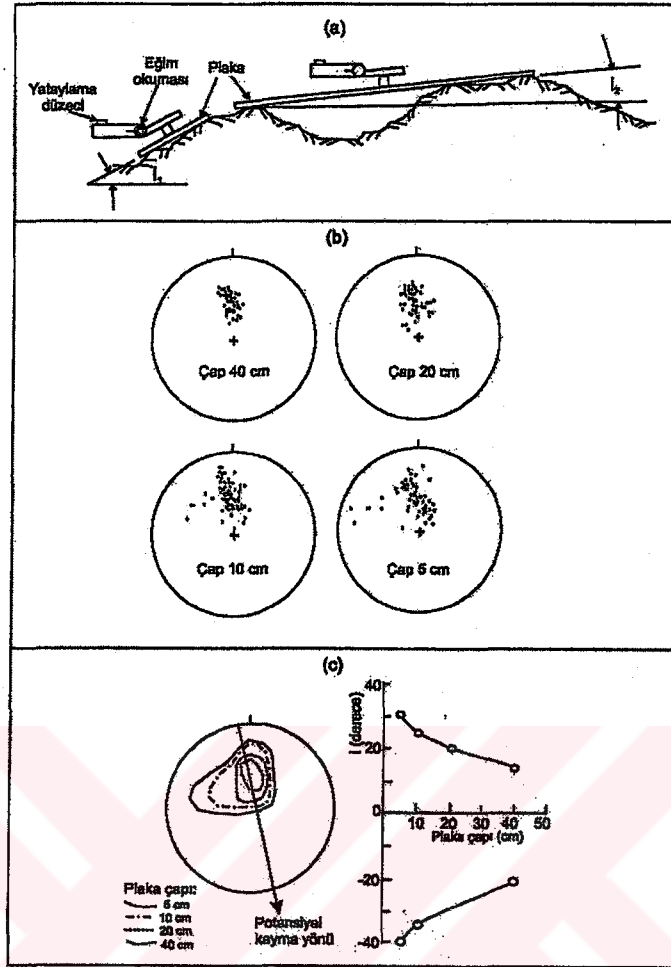 (a)
Eğim
okuması
Plaka
Yataylama
düzeci
(b)
Çap 40 cm
Çap 20 cm
Çap 10 cm
Çap 5 cm
(c)
Plaka çapı:
5 cm
10 cm
20 cm
40 cm
Potansiyel
kayma yönü
i (derece)
40
20
0
-20
-40
10 20 30 40 50
Plaka çapı (cm)